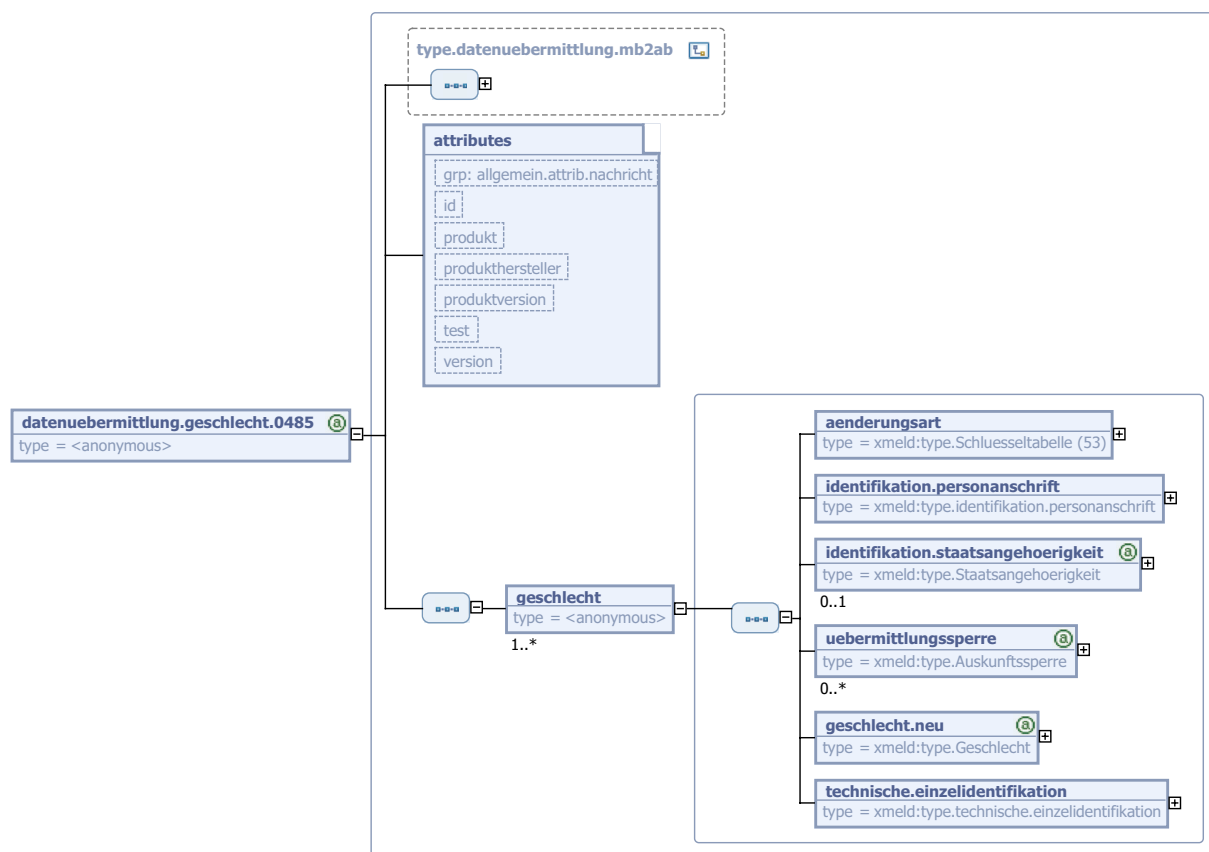 type.datenuebermittlung.mb2ab
attributes
grp: allgemein.attrib.nachricht
id
produkt
produkthersteller
produktversion
test
version
datenuebermittlung.geschlecht.0485
type = <anonymous>
geschlecht
type = <anonymous>
1..*
aenderungsart
type = xmeld:type.Schluesseltabelle (53)
identifikation.personanschrift
type = xmeld:type.identifikation.personanschrift
identifikation.staatsangehoerigkeit
type = xmeld:type.Staatsangehoerigkeit
0..1
uebermittlungssperre
type = xmeld:type.Auskunftssperre
0..*
geschlecht.neu
type = xmeld:type.Geschlecht
technische.einzelidentifikation
type = xmeld:type.technische.einzelidentifikation